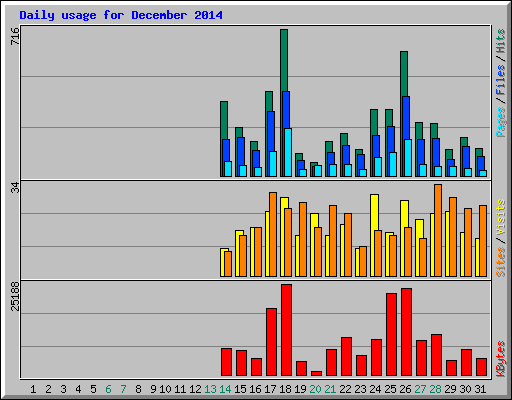 Daily usage for December 2014
716
Pages / Files / Hits
34
Sites / Visits
25188
KBytes
1 2 3 4 5 6 7 8 9 10 11 12 13 14 15 16 17 18 19 20 21 22 23 24 25 26 27 28 29 30 31